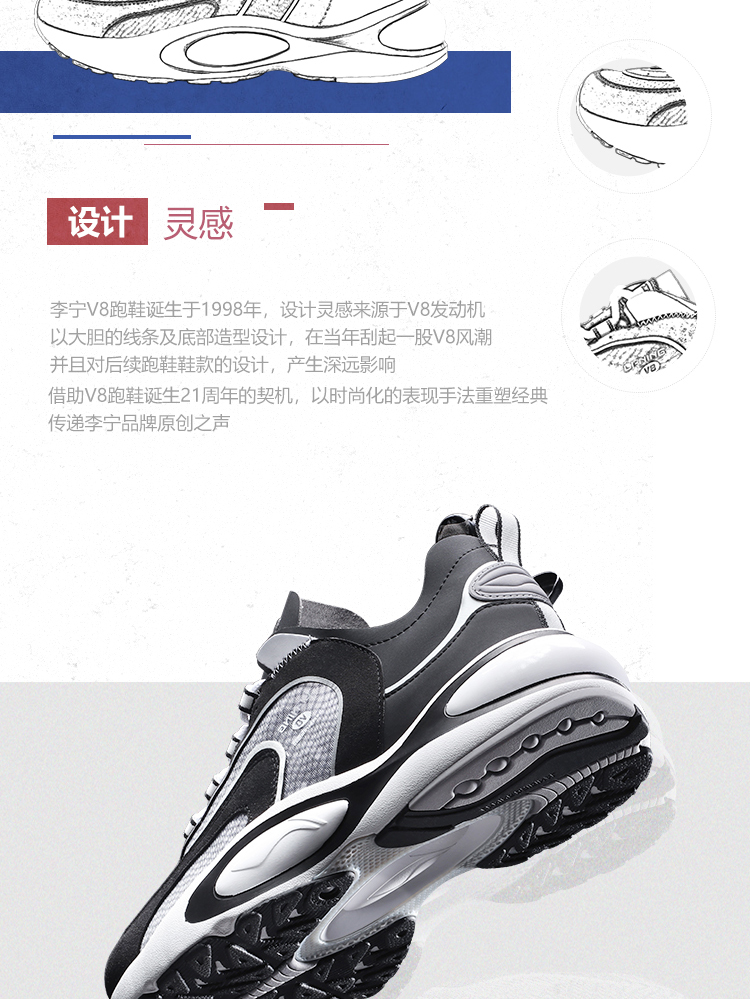 设计 灵感
李宁V8跑鞋诞生于1998年，设计灵感来源于V8发动机
以大胆的线条及底部造型设计，在当年刮起一股V8风潮
并且对后续跑鞋鞋款的设计，产生深远影响
借助V8跑鞋诞生21周年的契机，以时尚化的表现手法重塑经典
传递李宁品牌原创之声
LI-NING
V8